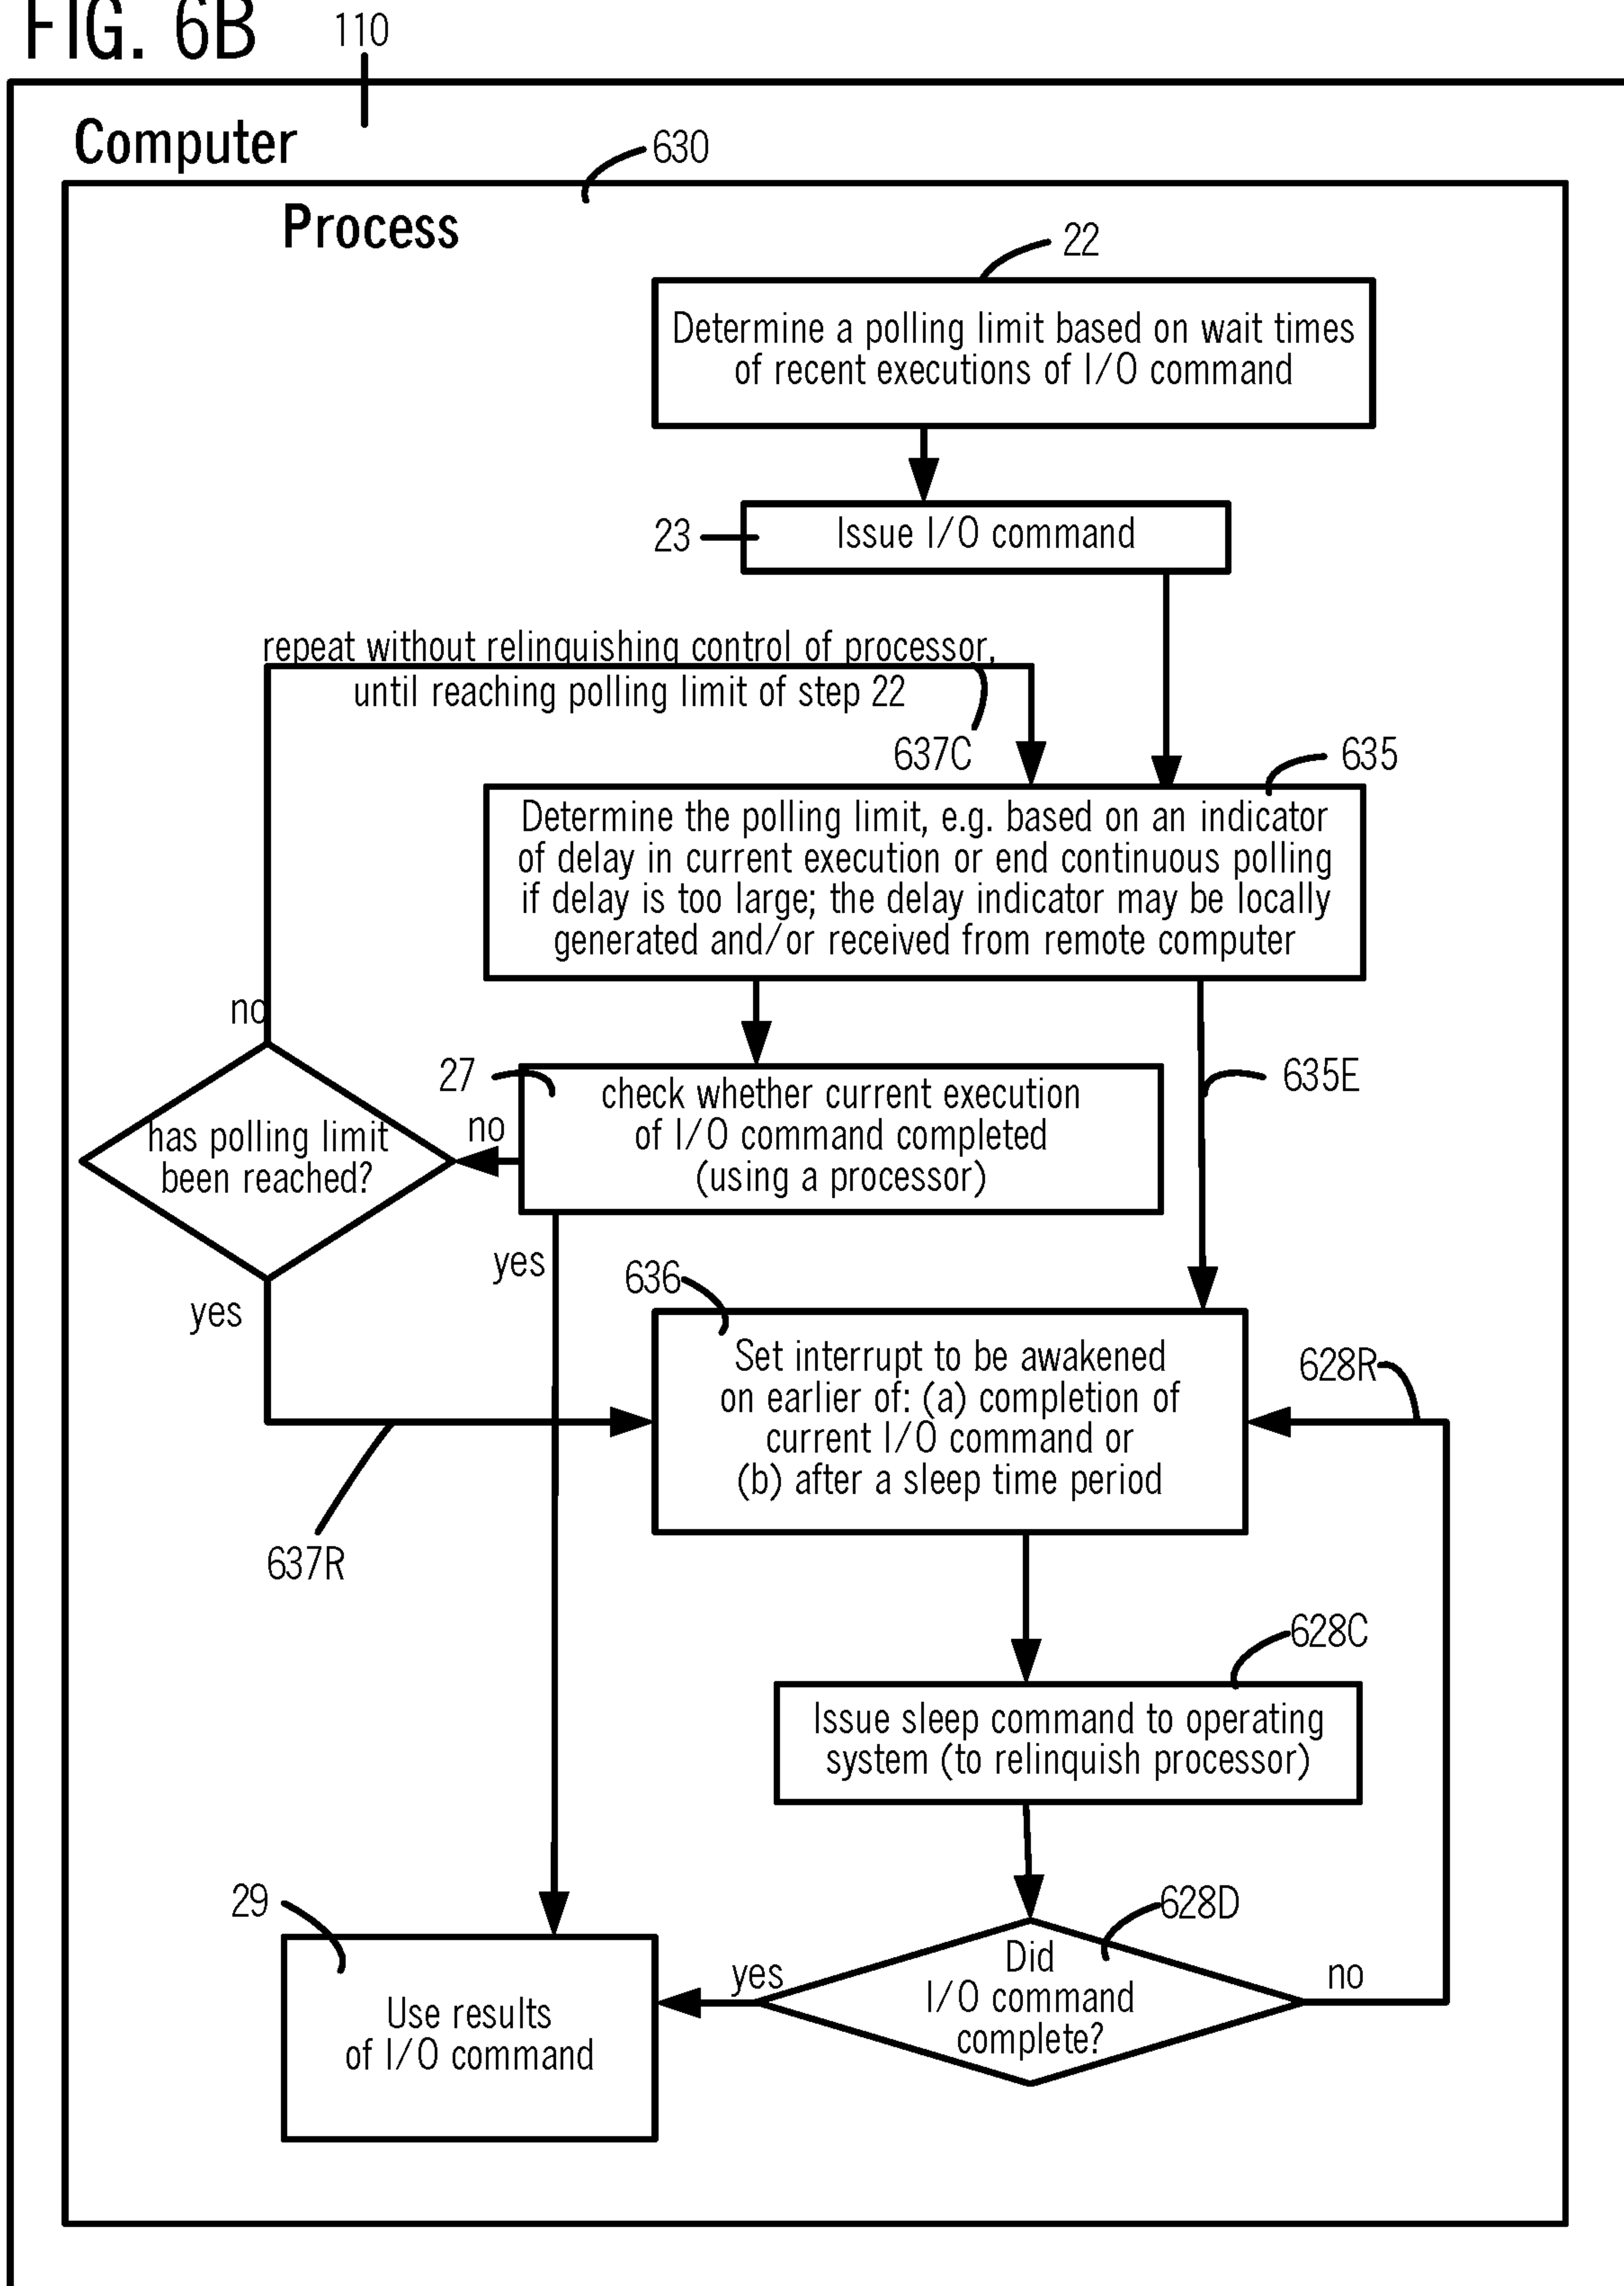 FIG. 6B
110
Computer
630
Process
22
Determine a polling limit based on wait times
of recent executions of I/O command
23
Issue I/O command
repeat without relinquishing control of processor,
until reaching polling limit of step 22
637C
635
Determine the polling limit, e.g. based on an indicator
of delay in current execution or end continuous polling
if delay is too large; the delay indicator may be locally
generated and/or received from remote computer
no
27
635E
check whether current execution
of I/O command completed
(using a processor)
no
has polling limit
been reached?
yes
yes
636
Set interrupt to be awakened
on earlier of: (a) completion of
current I/O command or
(b) after a sleep time period
628R
637R
628C
Issue sleep command to operating
system (to relinquish processor)
29
628D
Did
I/O command
complete?
yes
no
Use results
of I/O command